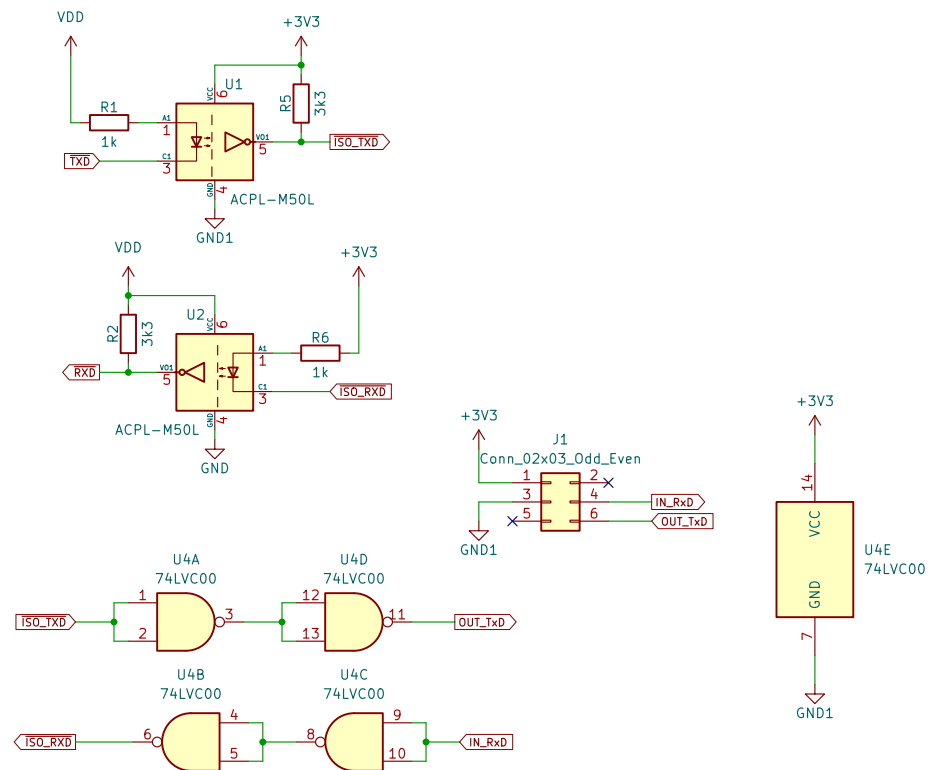 VDD
+3V3
U1
R1
1k
R5
3k3
VCC
6
A1
1
C1
3
VO1
5
GND
4
TXD
ISO_TXD
ACPL-M50L
GND1
VDD
+3V3
U2
R2
3k3
VCC
6
R6
1k
A1
1
C1
3
VO1
5
GND
4
RXD
ISO_RXD
ACPL-M50L
GND
+3V3
J1
Conn_02x03_Odd_Even
1
2
3
4
5
6
IN_RxD
OUT_TxD
GND1
+3V3
14
VCC
GND
7
U4E
74LVC00
GND1
U4A
74LVC00
1
2
3
ISO_TXD
U4D
74LVC00
12
13
11
OUT_TxD
U4B
74LVC00
4
5
6
ISO_RXD
U4C
74LVC00
9
10
8
IN_RxD